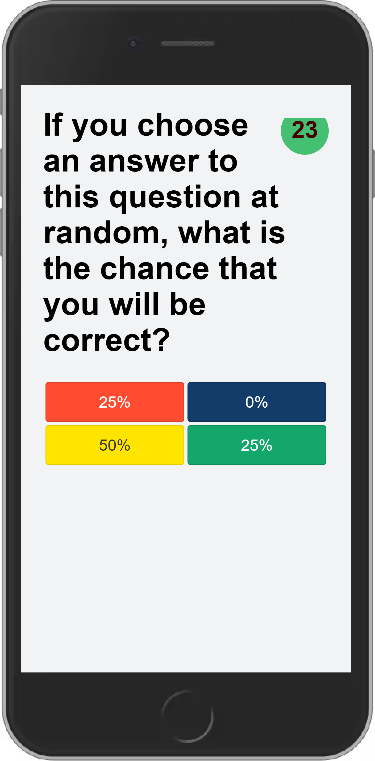 If you choose
23
an answer to
this question at
random, what is
the chance that
you will be
correct?
25% 0%
50% 25%